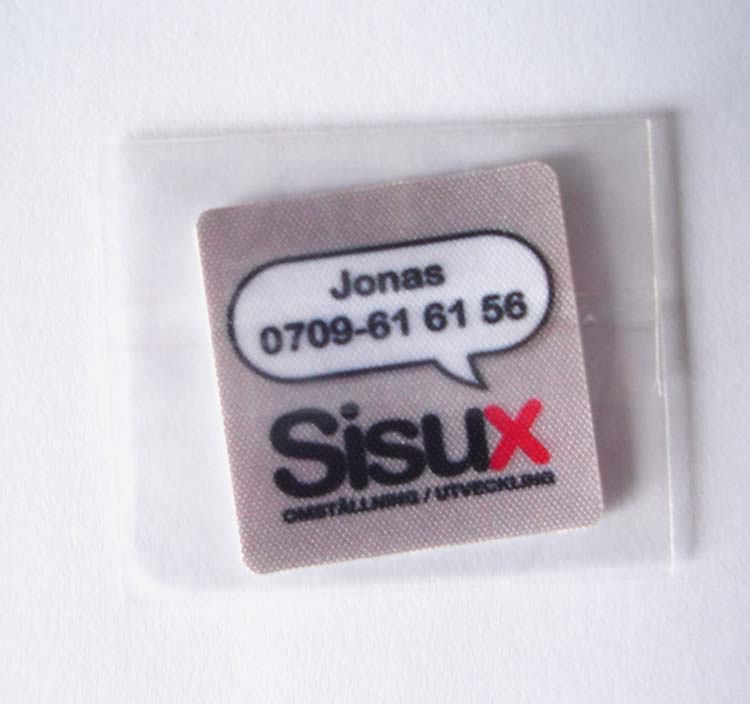 Jonas
0709-61 61 56
Sisux
OMSTÄLLNING / UTVECKLING